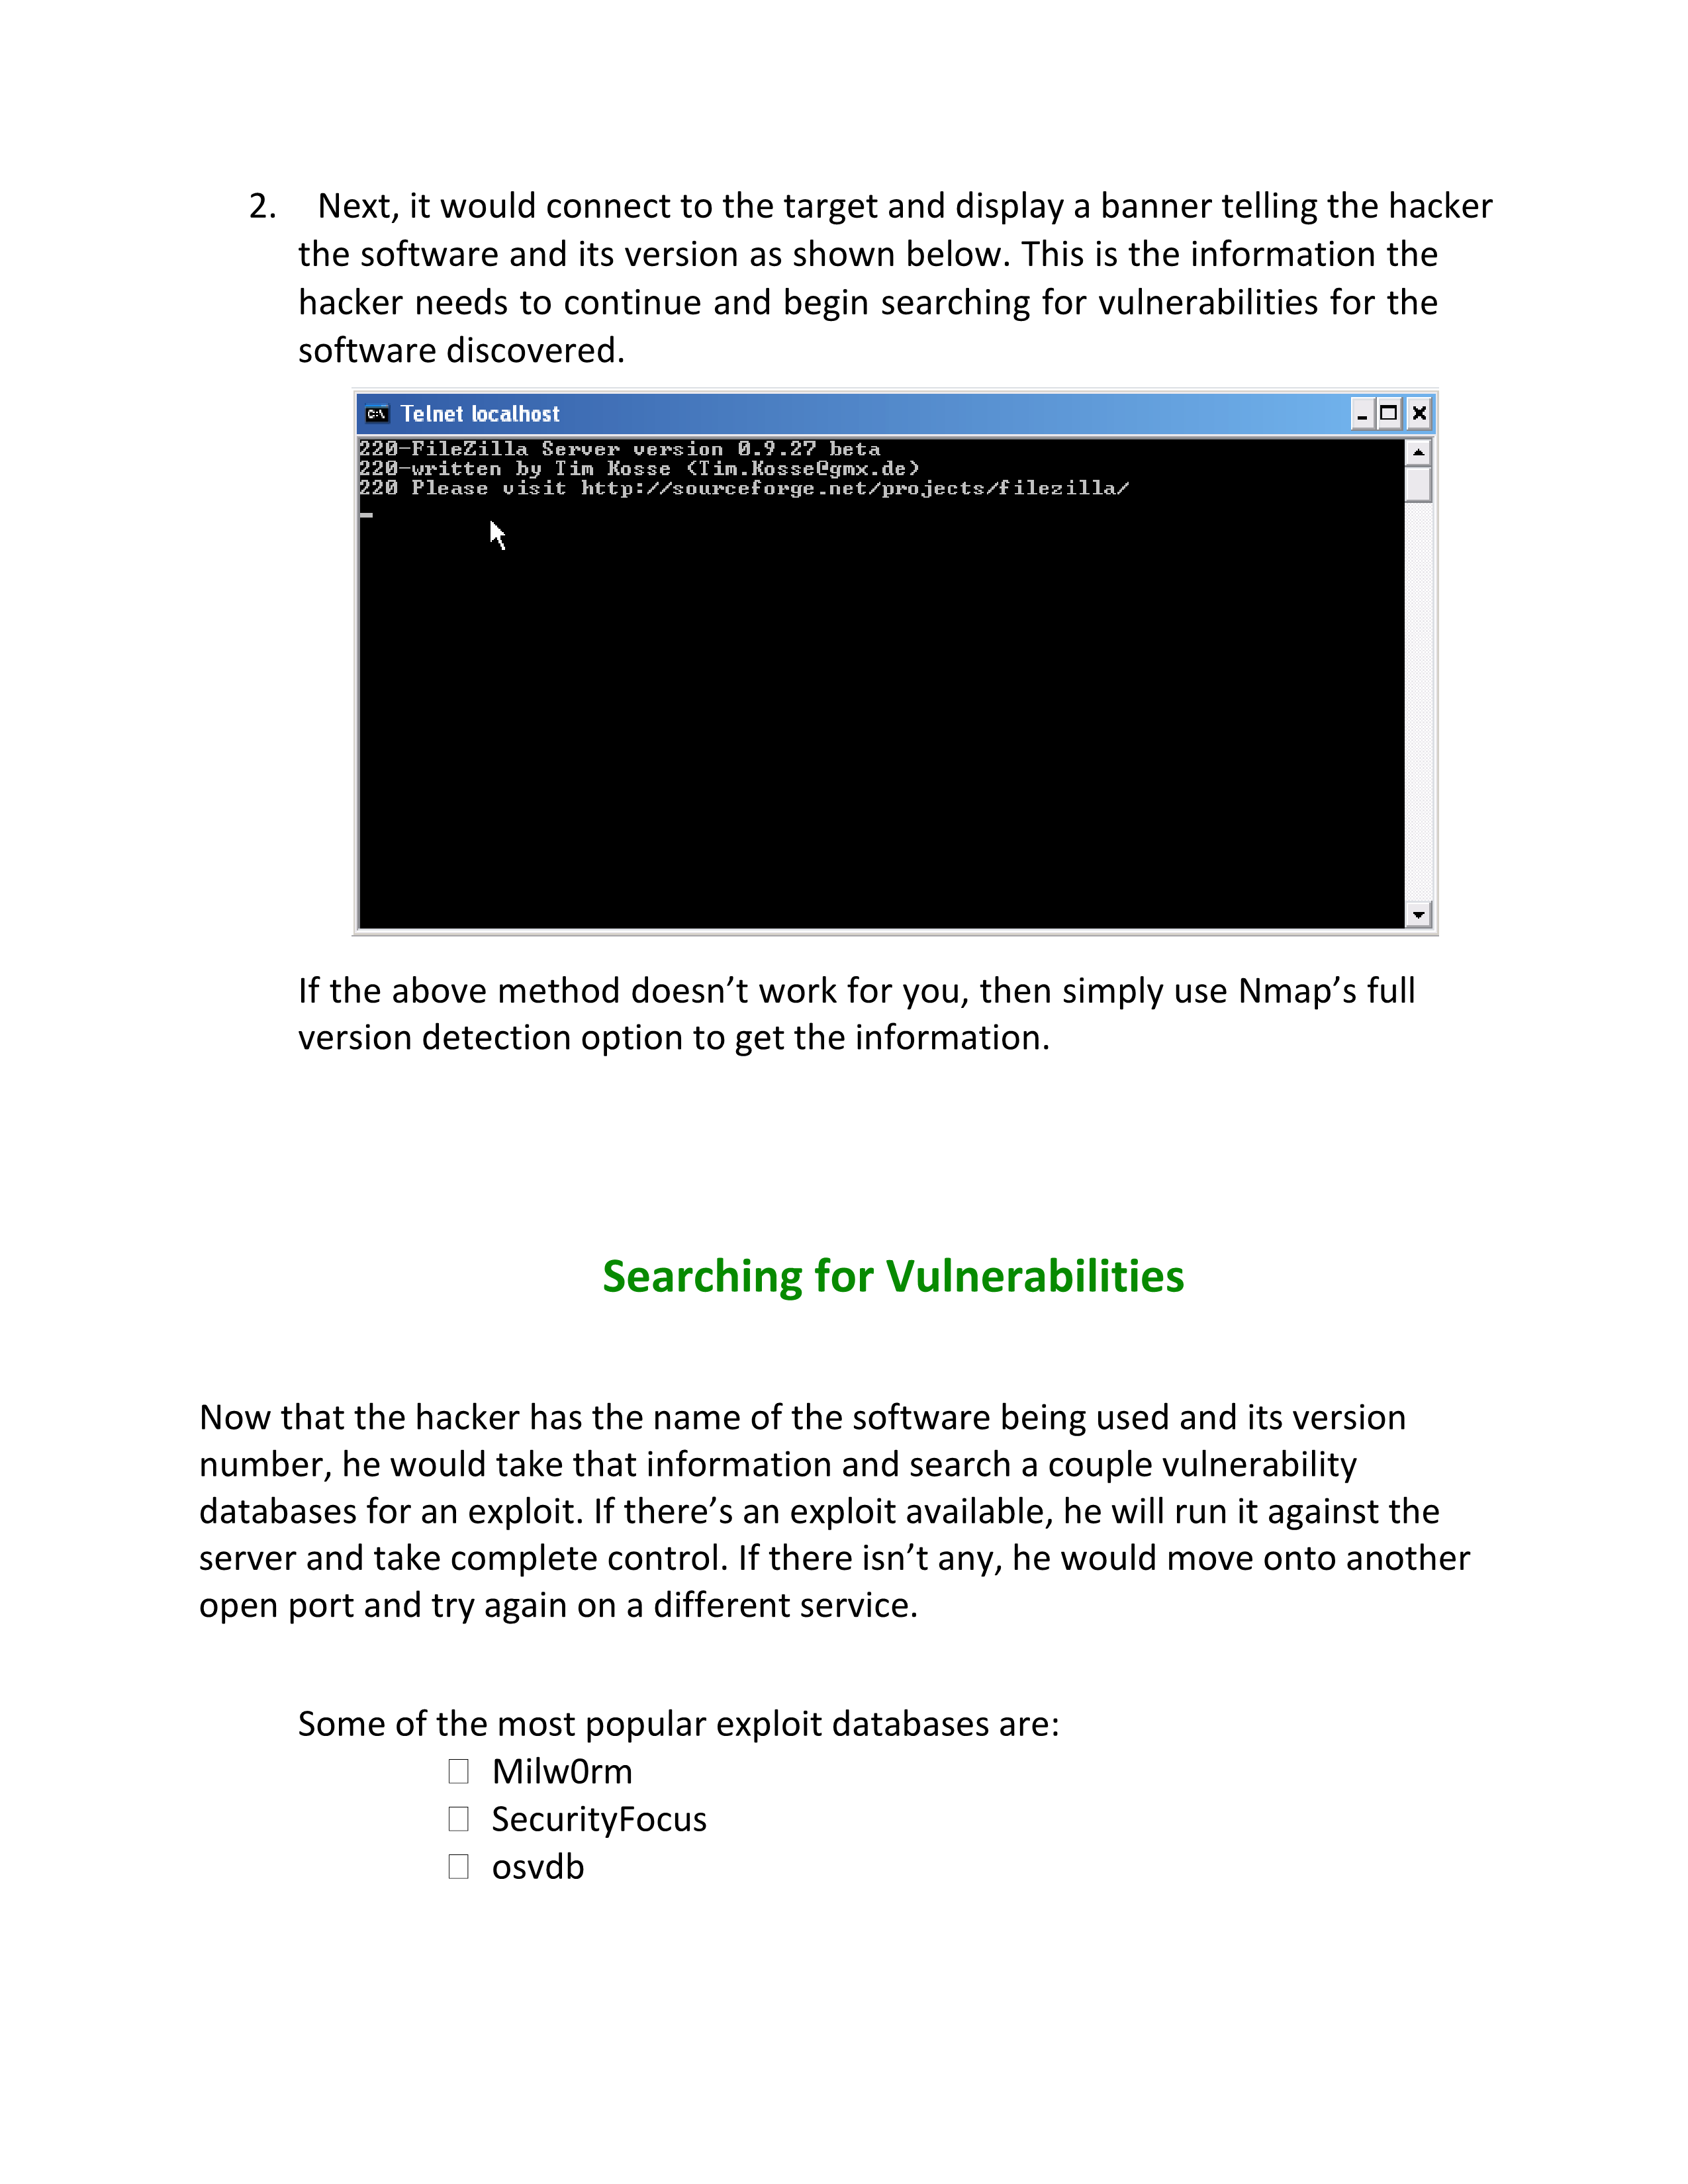 2. Next, it would connect to the target and display a banner telling the hacker
the software and its version as shown below. This is the information the
hacker needs to continue and begin searching for vulnerabilities for the
software discovered.
C:\ Telnet localhost
220-FileZilla Server version 0.9.27 beta
220-written by Tim Kosse (Tim.Kosse@gmx.de)
220 Please visit http://sourceforge.net/projects/filezilla/
If the above method doesn’t work for you, then simply use Nmap’s full
version detection option to get the information.
Searching for Vulnerabilities
Now that the hacker has the name of the software being used and its version
number, he would take that information and search a couple vulnerability
databases for an exploit. If there’s an exploit available, he will run it against the
server and take complete control. If there isn’t any, he would move onto another
open port and try again on a different service.
Some of the most popular exploit databases are:
Milw0rm
SecurityFocus
osvdb